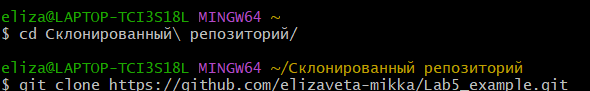 eliza@LAPTOP-TCI3S18L MINGW64 ~
$ cd Склонированный\ репозиторий/
eliza@LAPTOP-TCI3S18L MINGW64 ~/Склонированный репозиторий
$ git clone https://github.com/elizaveta-mikka/Lab5_example.git